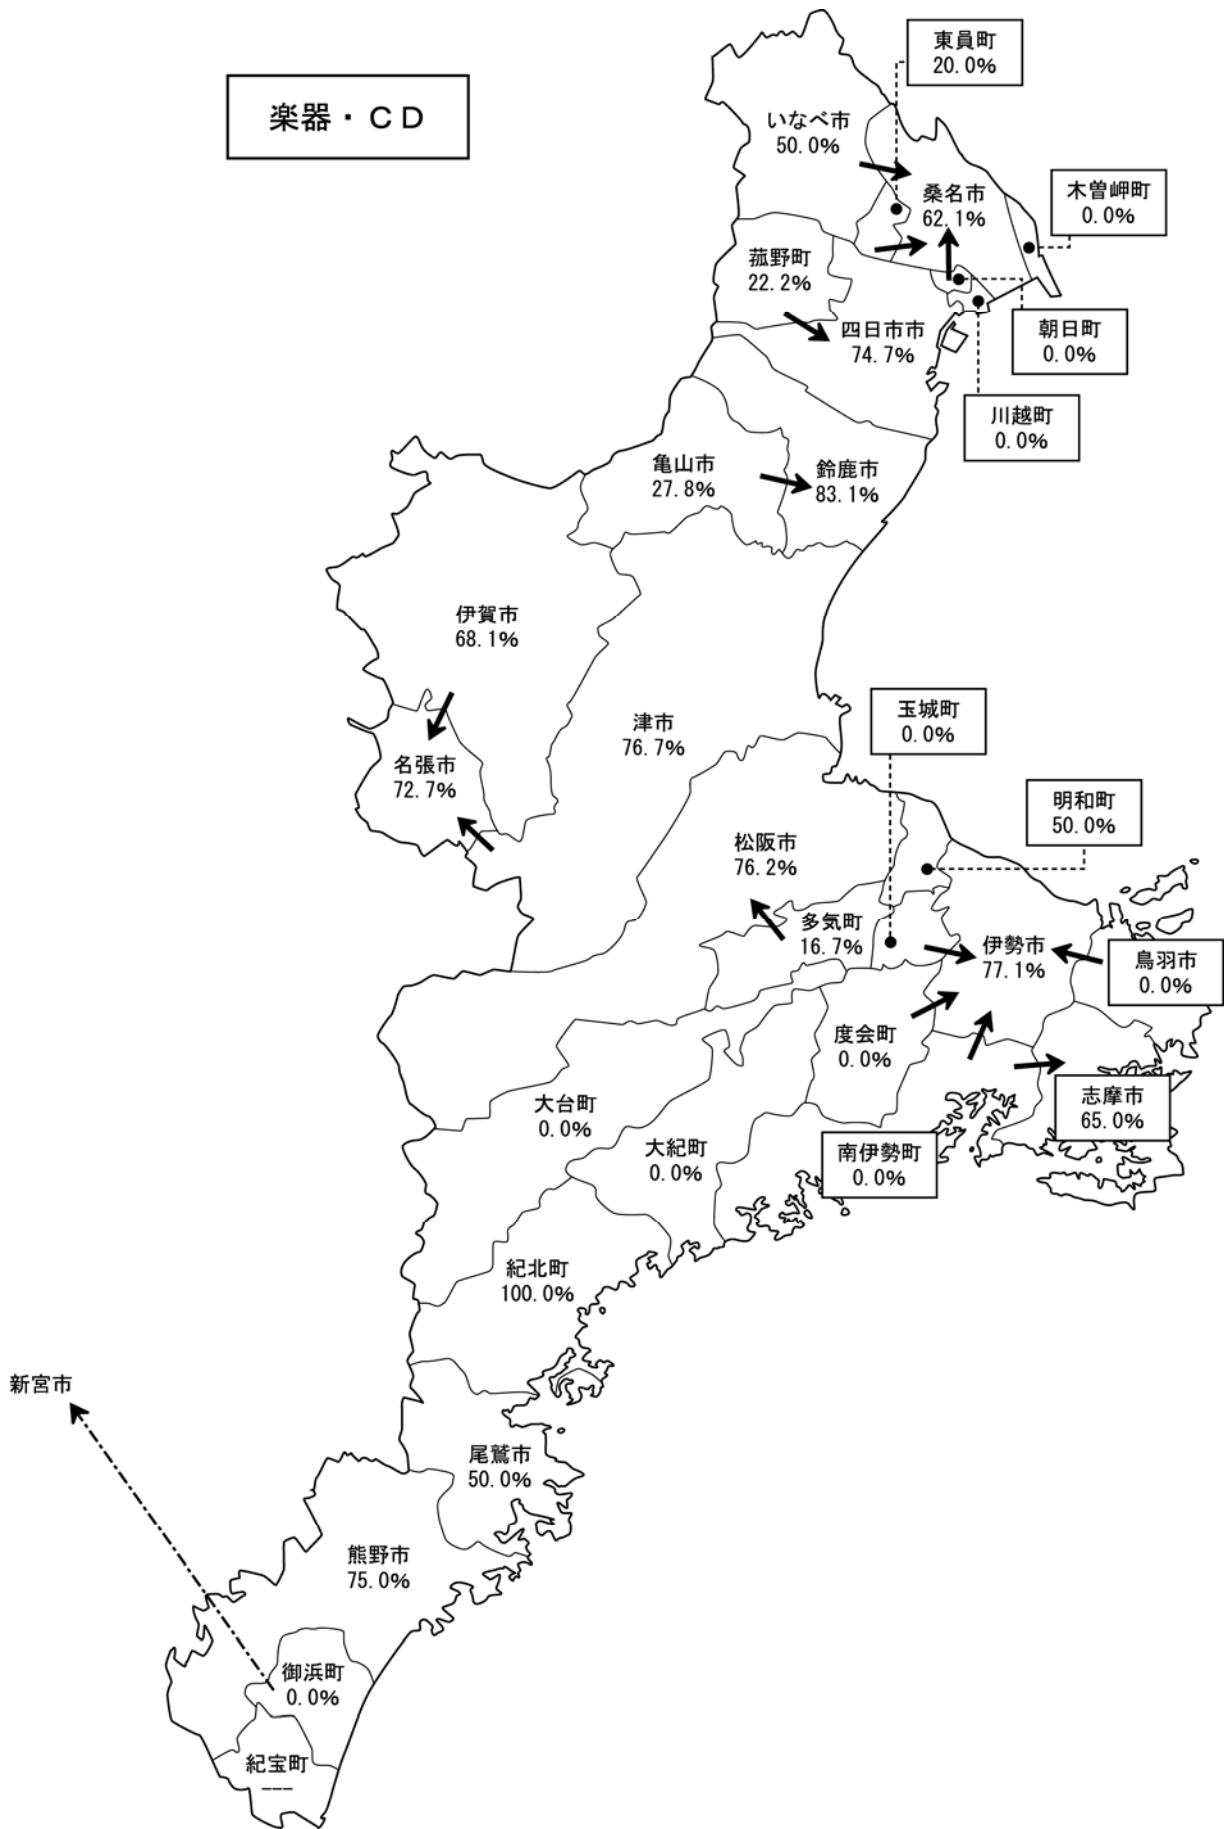 楽器・ＣＤ
東員町
20.0%
いなべ市
50.0%
桑名市
62.1%
木曽岬町
0.0%
菰野町
22.2%
四日市市
74.7%
朝日町
0.0%
川越町
0.0%
亀山市
27.8%
鈴鹿市
83.1%
伊賀市
68.1%
津市
76.7%
玉城町
0.0%
名張市
72.7%
明和町
50.0%
松阪市
76.2%
多気町
16.7%
伊勢市
77.1%
鳥羽市
0.0%
度会町
0.0%
志摩市
65.0%
大台町
0.0%
大紀町
0.0%
南伊勢町
0.0%
紀北町
100.0%
新宮市
尾鷲市
50.0%
熊野市
75.0%
御浜町
0.0%
紀宝町
---